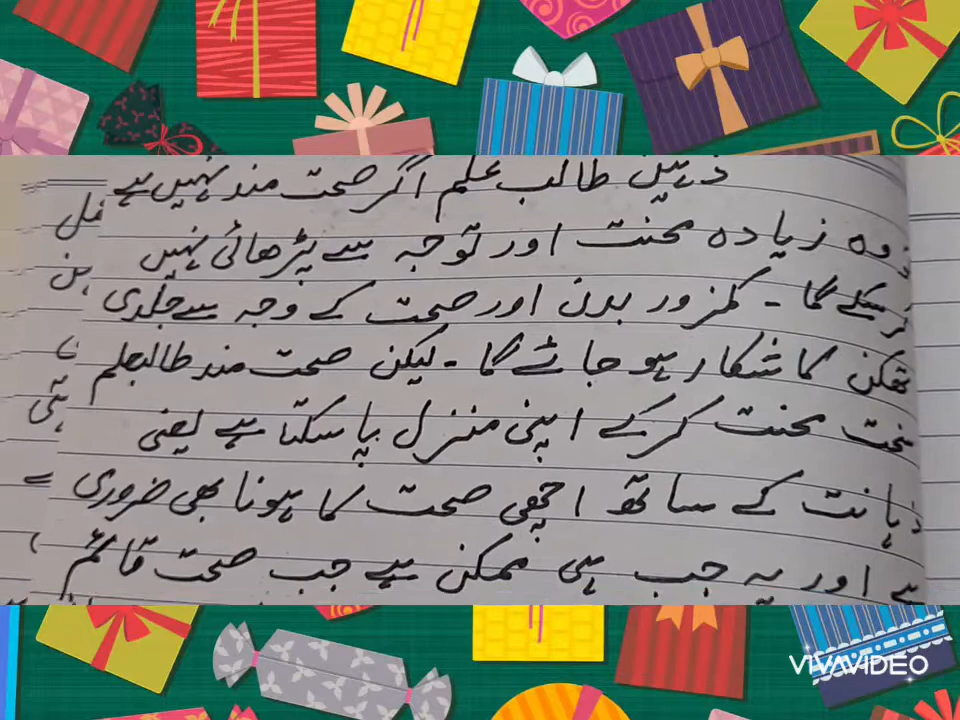 ذہین طالب علم اگر صحت مند نہیں ہے
وہ زیادہ محنت اور توجہ سے پڑھائی نہیں
کر سکے گا - کمزور بدن اور صحت کے وجہ سے جلدی
تھکن کا شکار ہو جائے گا - لیکن صحت مند طالبعلم
سخت محنت کرکے اپنی منزل پا سکتا ہے یعنی
ذہانت کے ساتھ اچھی صحت کا ہونا بھی ضروری
ہے اور یہ جب ہی ممکن ہے جب صحت قائم
VIVAVIDEO